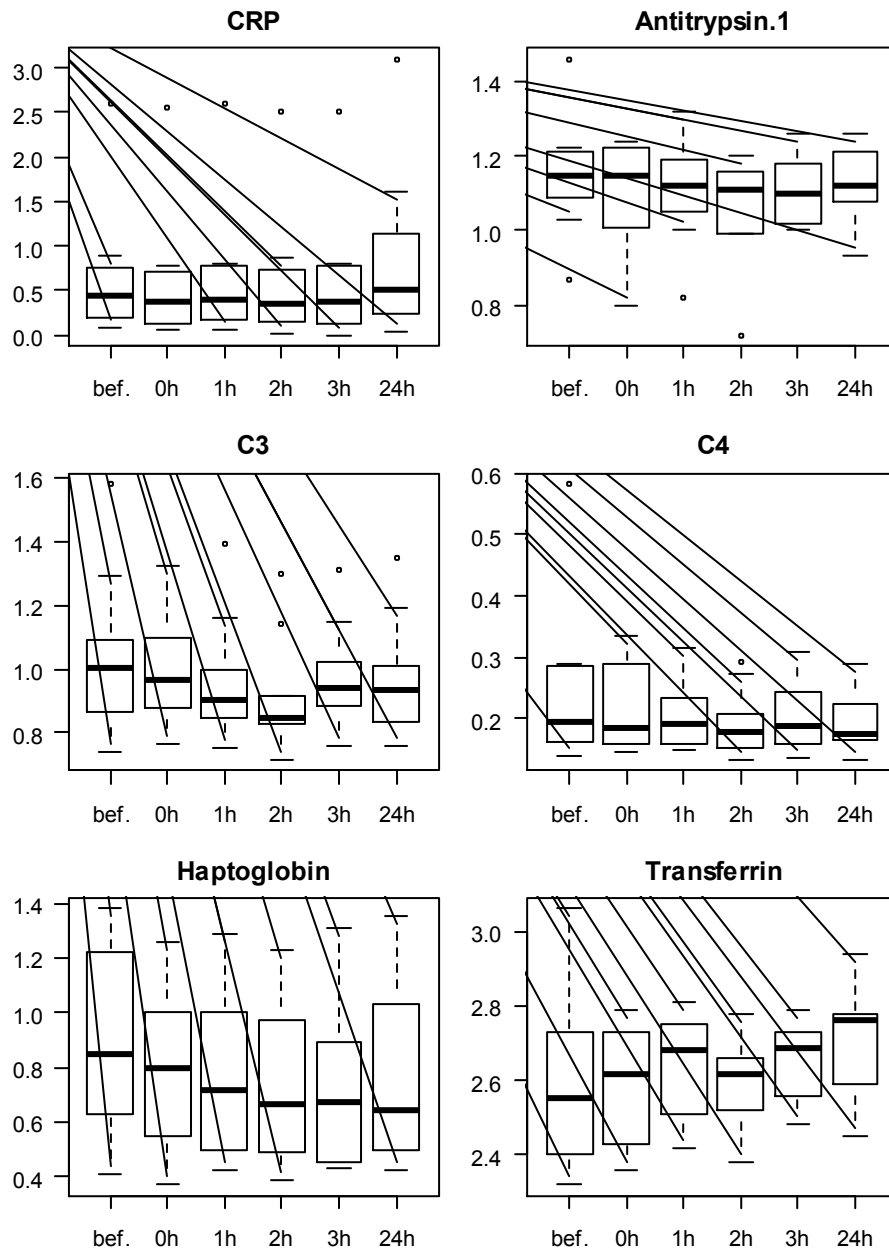 CRP
3.0
2.5
2.0
1.5
1.0
0.5
0.0
bef. 0h 1h 2h 3h 24h
Antitrypsin.1
1.4
1.2
1.0
0.8
bef. 0h 1h 2h 3h 24h
C3
1.6
1.4
1.2
1.0
0.8
bef. 0h 1h 2h 3h 24h
C4
0.6
0.5
0.4
0.3
0.2
bef. 0h 1h 2h 3h 24h
Haptoglobin
1.4
1.2
1.0
0.8
0.6
0.4
bef. 0h 1h 2h 3h 24h
Transferrin
3.0
2.8
2.6
2.4
bef. 0h 1h 2h 3h 24h